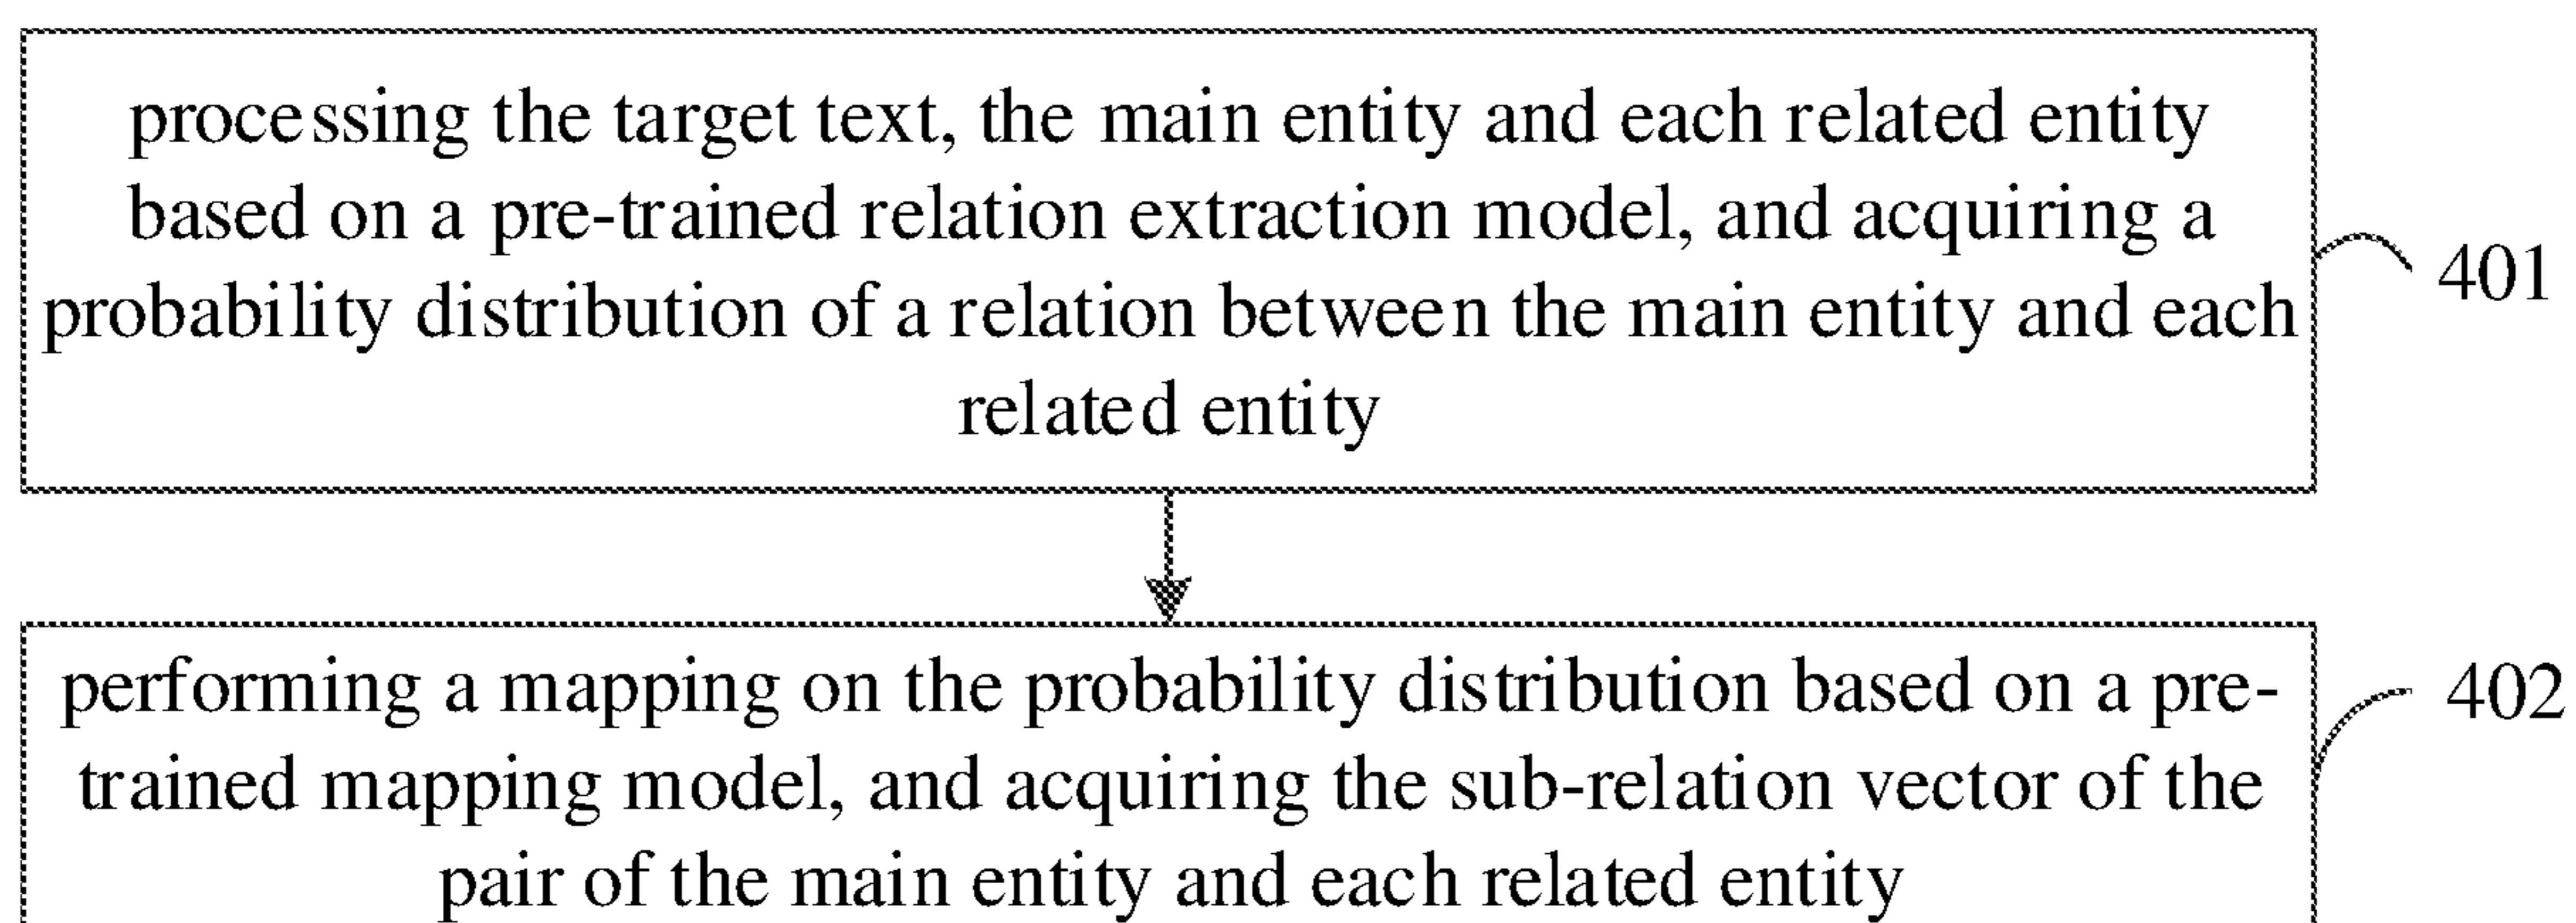 processing the target text, the main entity and each related entity
based on a pre-trained relation extraction model, and acquiring a
probability distribution of a relation between the main entity and each
related entity
401
performing a mapping on the probability distribution based on a pre-
trained mapping model, and acquiring the sub-relation vector of the
pair of the main entity and each related entity
402